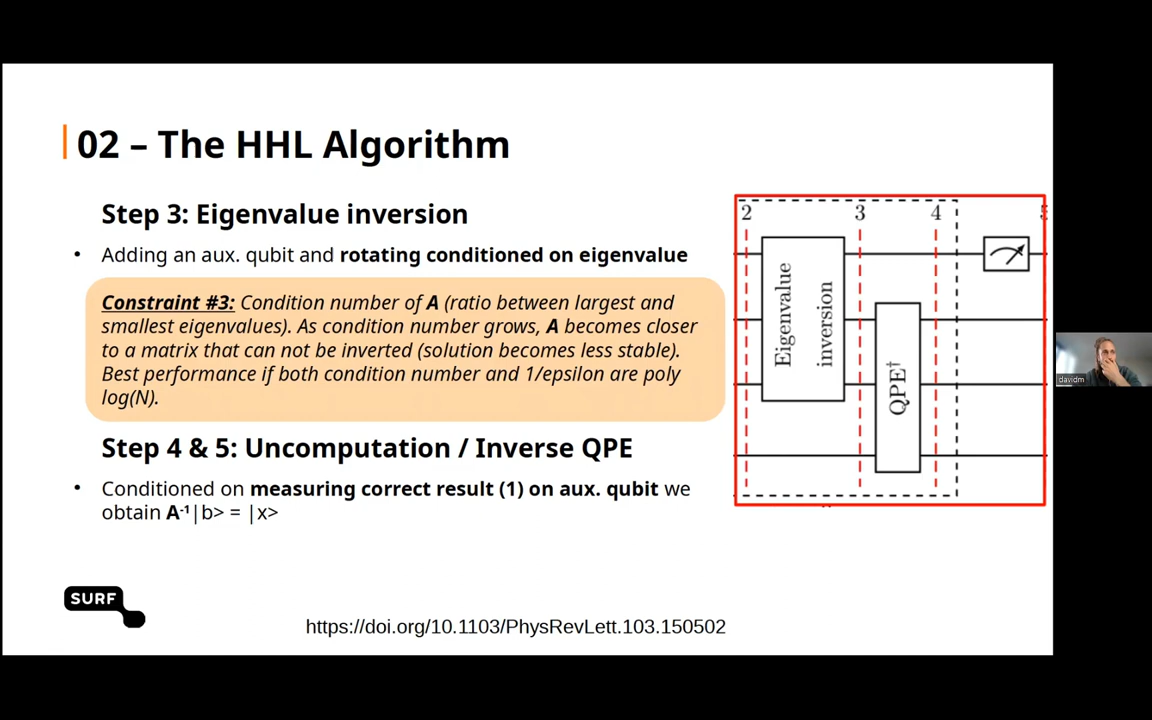 02 – The HHL Algorithm
Step 3: Eigenvalue inversion
• Adding an aux. qubit and rotating conditioned on eigenvalue
Constraint #3: Condition number of A (ratio between largest and
smallest eigenvalues). As condition number grows, A becomes closer
to a matrix that can not be inverted (solution becomes less stable).
Best performance if both condition number and 1/epsilon are poly
log(N).
Step 4 & 5: Uncomputation / Inverse QPE
• Conditioned on measuring correct result (1) on aux. qubit we
obtain A⁻¹|b> = |x>
2 3 4
Eigenvalue
inversion
QPE†
davidm
SURF
https://doi.org/10.1103/PhysRevLett.103.150502